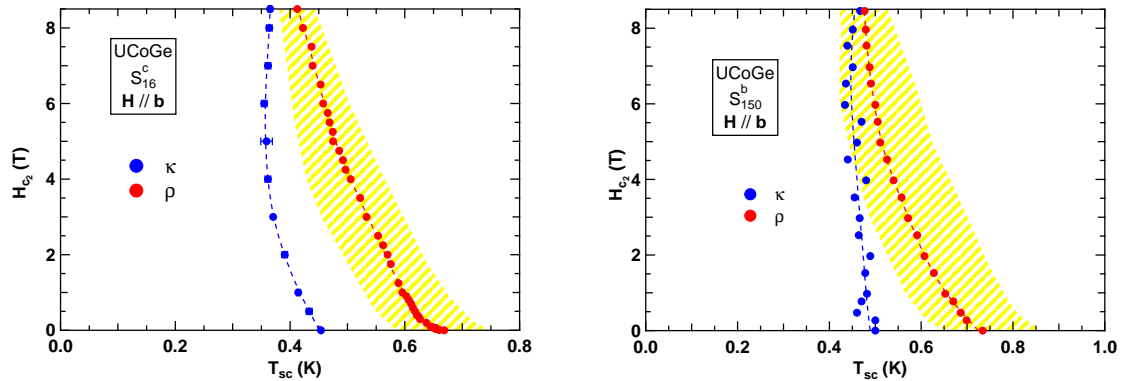 8
6
4
2
0
H_c2 (T)
UCoGe
S^c_16
H // b
κ
ρ
0.0
0.2
0.4
0.6
0.8
T_sc (K)
8
6
4
2
0
H_c2 (T)
UCoGe
S^b_150
H // b
κ
ρ
0.0
0.2
0.4
0.6
0.8
1.0
T_sc (K)